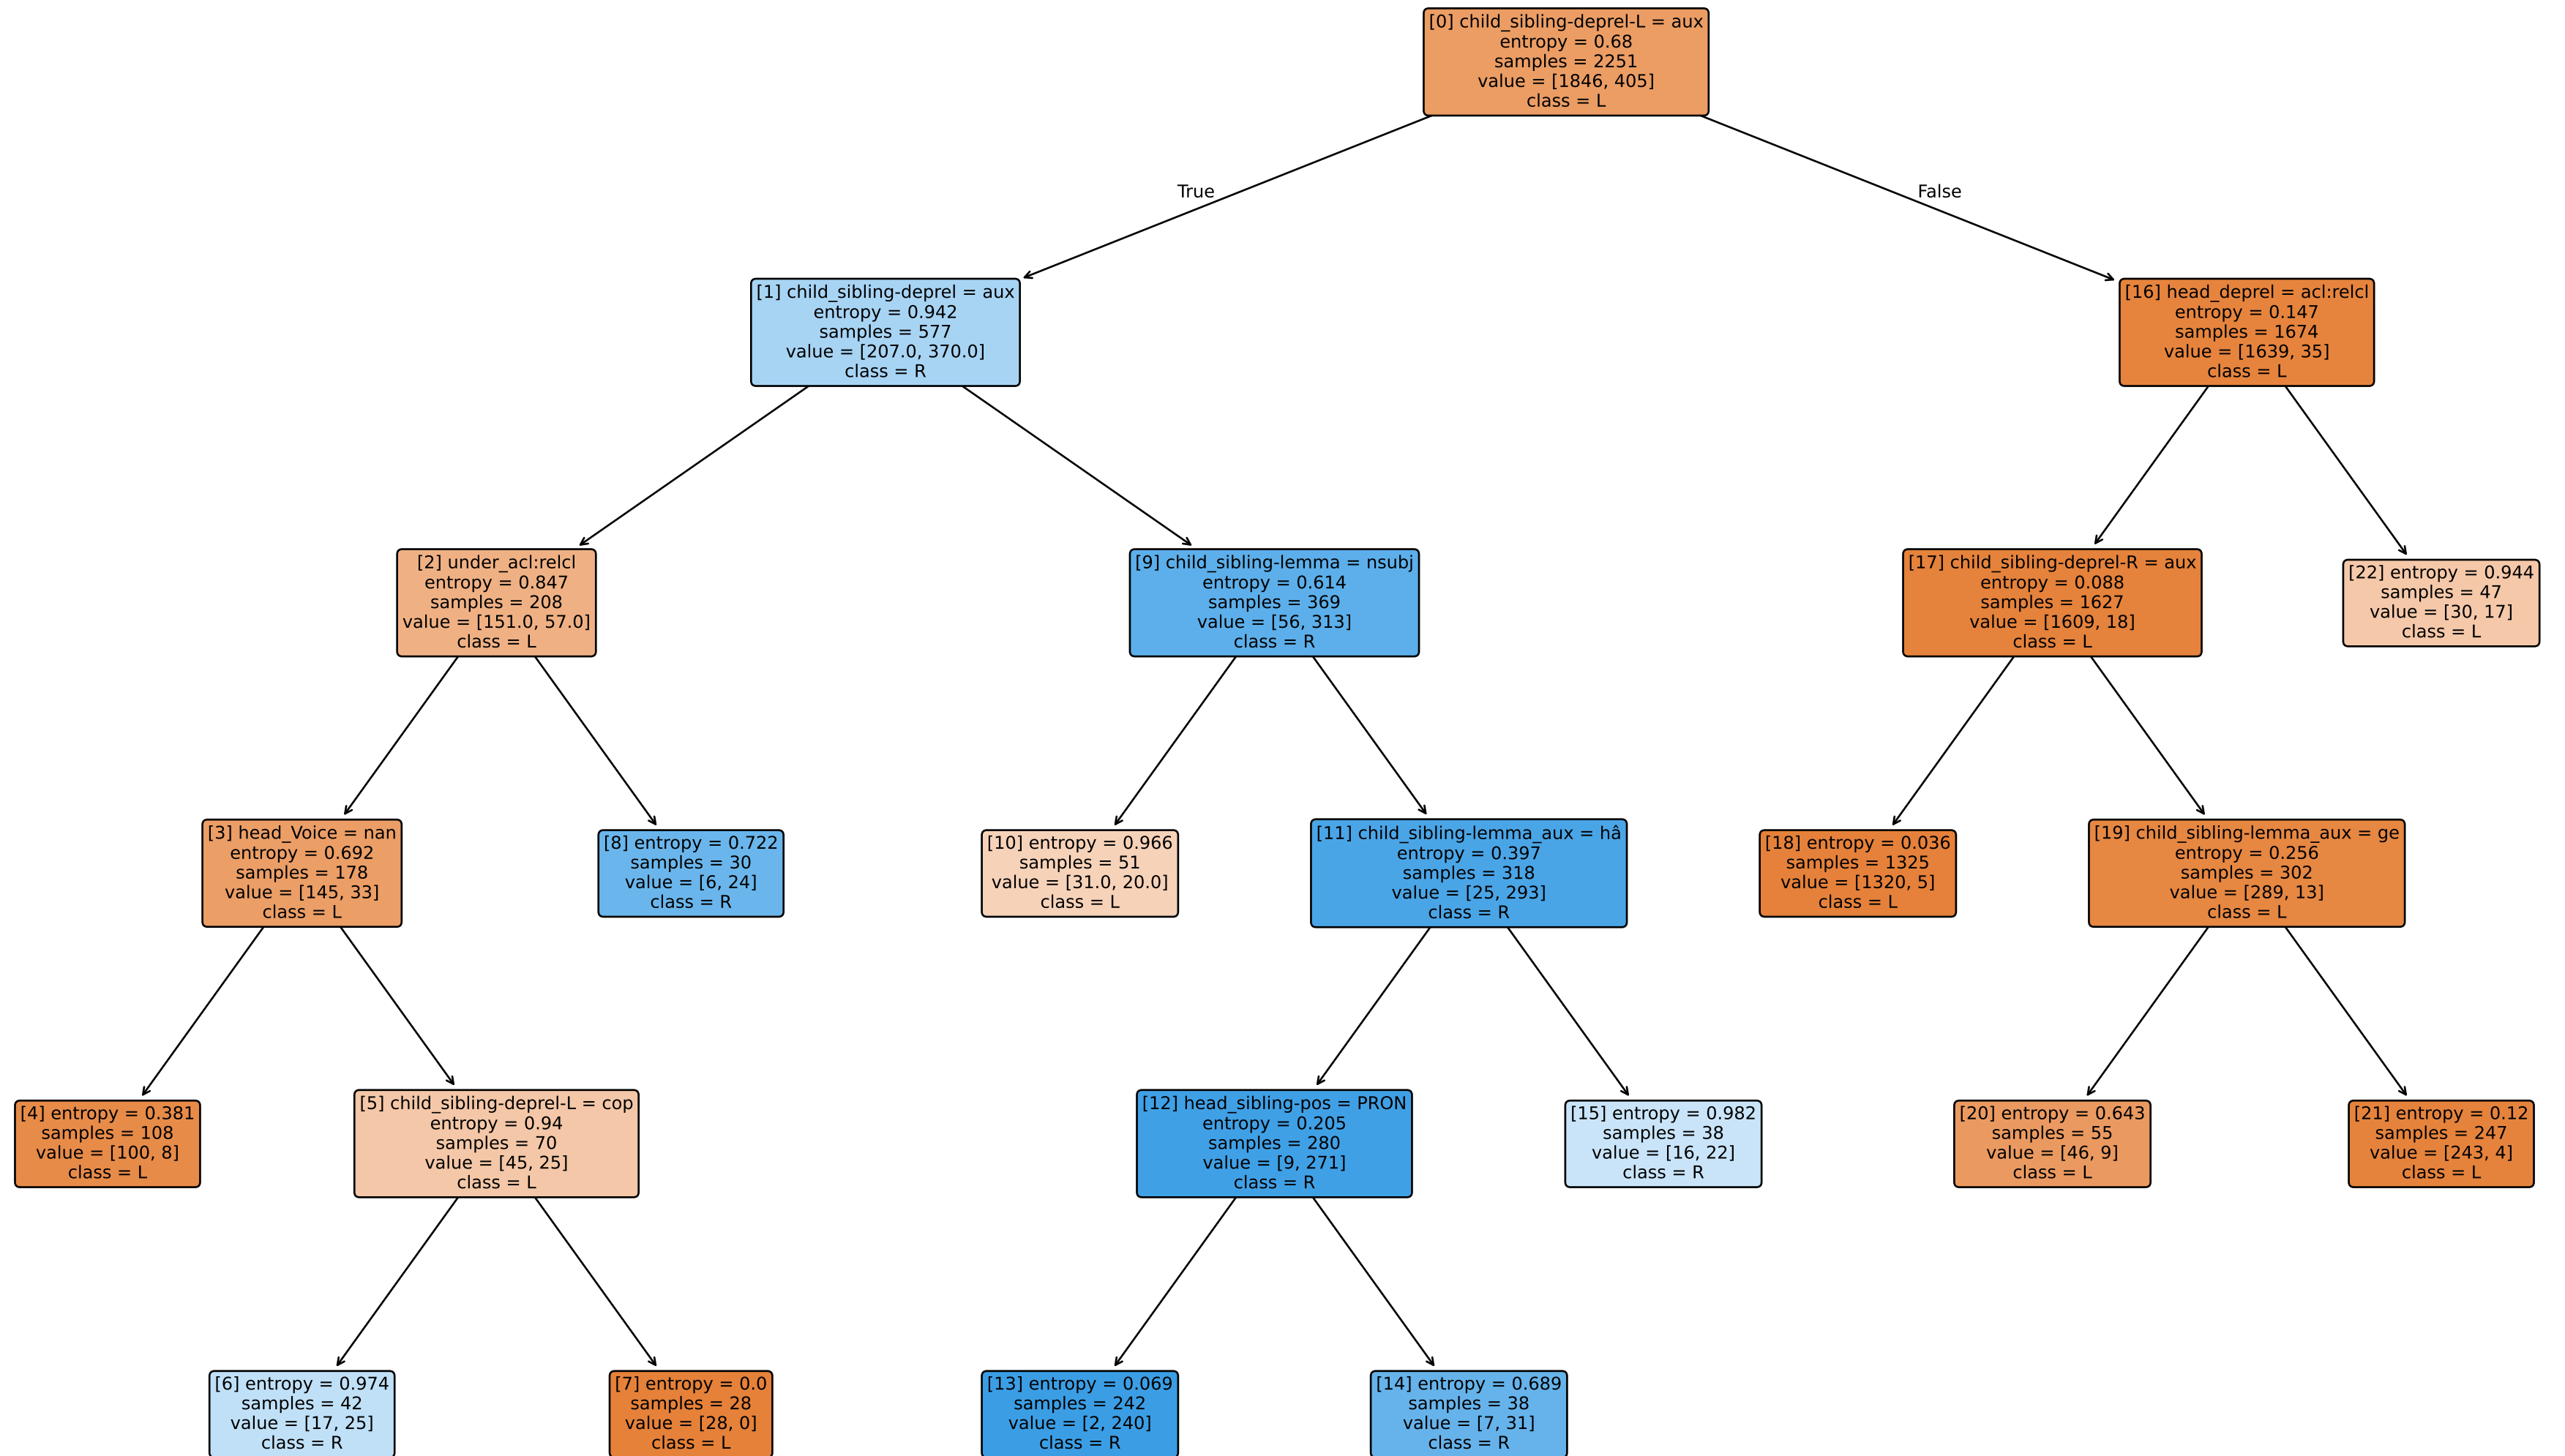 [0] child_sibling-deprel-L = aux
entropy = 0.68
samples = 2251
value = [1846, 405]
class = L
True
False
[1] child_sibling-deprel = aux
entropy = 0.942
samples = 577
value = [207.0, 370.0]
class = R
[16] head_deprel = acl:relcl
entropy = 0.147
samples = 1674
value = [1639, 35]
class = L
[2] under_acl:relcl
entropy = 0.847
samples = 208
value = [151.0, 57.0]
class = L
[9] child_sibling-lemma = nsubj
entropy = 0.614
samples = 369
value = [56, 313]
class = R
[17] child_sibling-deprel-R = aux
entropy = 0.088
samples = 1627
value = [1609, 18]
class = L
[22] entropy = 0.944
samples = 47
value = [30, 17]
class = L
[3] head_Voice = nan
entropy = 0.692
samples = 178
value = [145, 33]
class = L
[8] entropy = 0.722
samples = 30
value = [6, 24]
class = R
[10] entropy = 0.966
samples = 51
value = [31.0, 20.0]
class = L
[11] child_sibling-lemma_aux = hâ
entropy = 0.397
samples = 318
value = [25, 293]
class = R
[18] entropy = 0.036
samples = 1325
value = [1320, 5]
class = L
[19] child_sibling-lemma_aux = ge
entropy = 0.256
samples = 302
value = [289, 13]
class = L
[4] entropy = 0.381
samples = 108
value = [100, 8]
class = L
[5] child_sibling-deprel-L = cop
entropy = 0.94
samples = 70
value = [45, 25]
class = L
[12] head_sibling-pos = PRON
entropy = 0.205
samples = 280
value = [9, 271]
class = R
[15] entropy = 0.982
samples = 38
value = [16, 22]
class = R
[20] entropy = 0.643
samples = 55
value = [46, 9]
class = L
[21] entropy = 0.12
samples = 247
value = [243, 4]
class = L
[6] entropy = 0.974
samples = 42
value = [17, 25]
class = R
[7] entropy = 0.0
samples = 28
value = [28, 0]
class = L
[13] entropy = 0.069
samples = 242
value = [2, 240]
class = R
[14] entropy = 0.689
samples = 38
value = [7, 31]
class = R